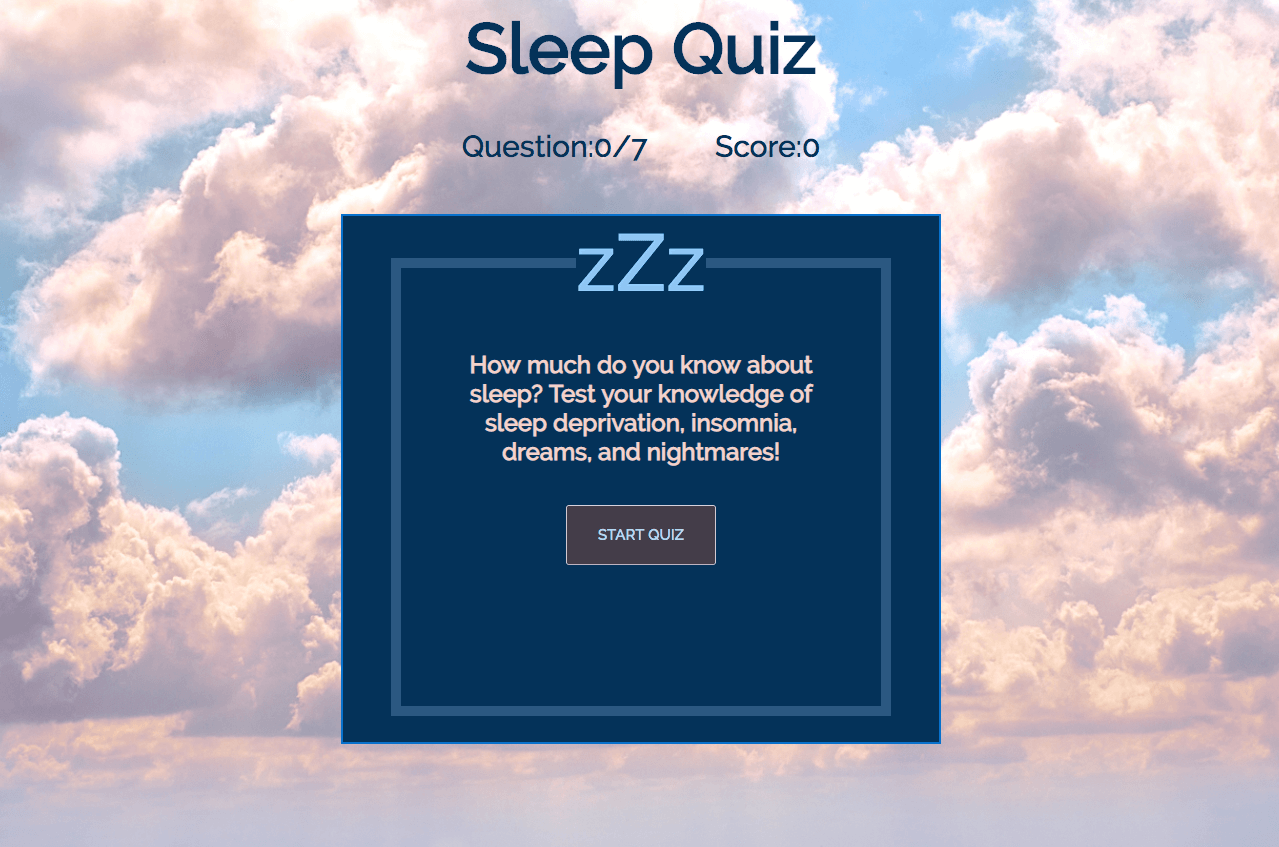 Sleep Quiz
Question:0/7 Score:0
zZz
How much do you know about
sleep? Test your knowledge of
sleep deprivation, insomnia,
dreams, and nightmares!
START QUIZ